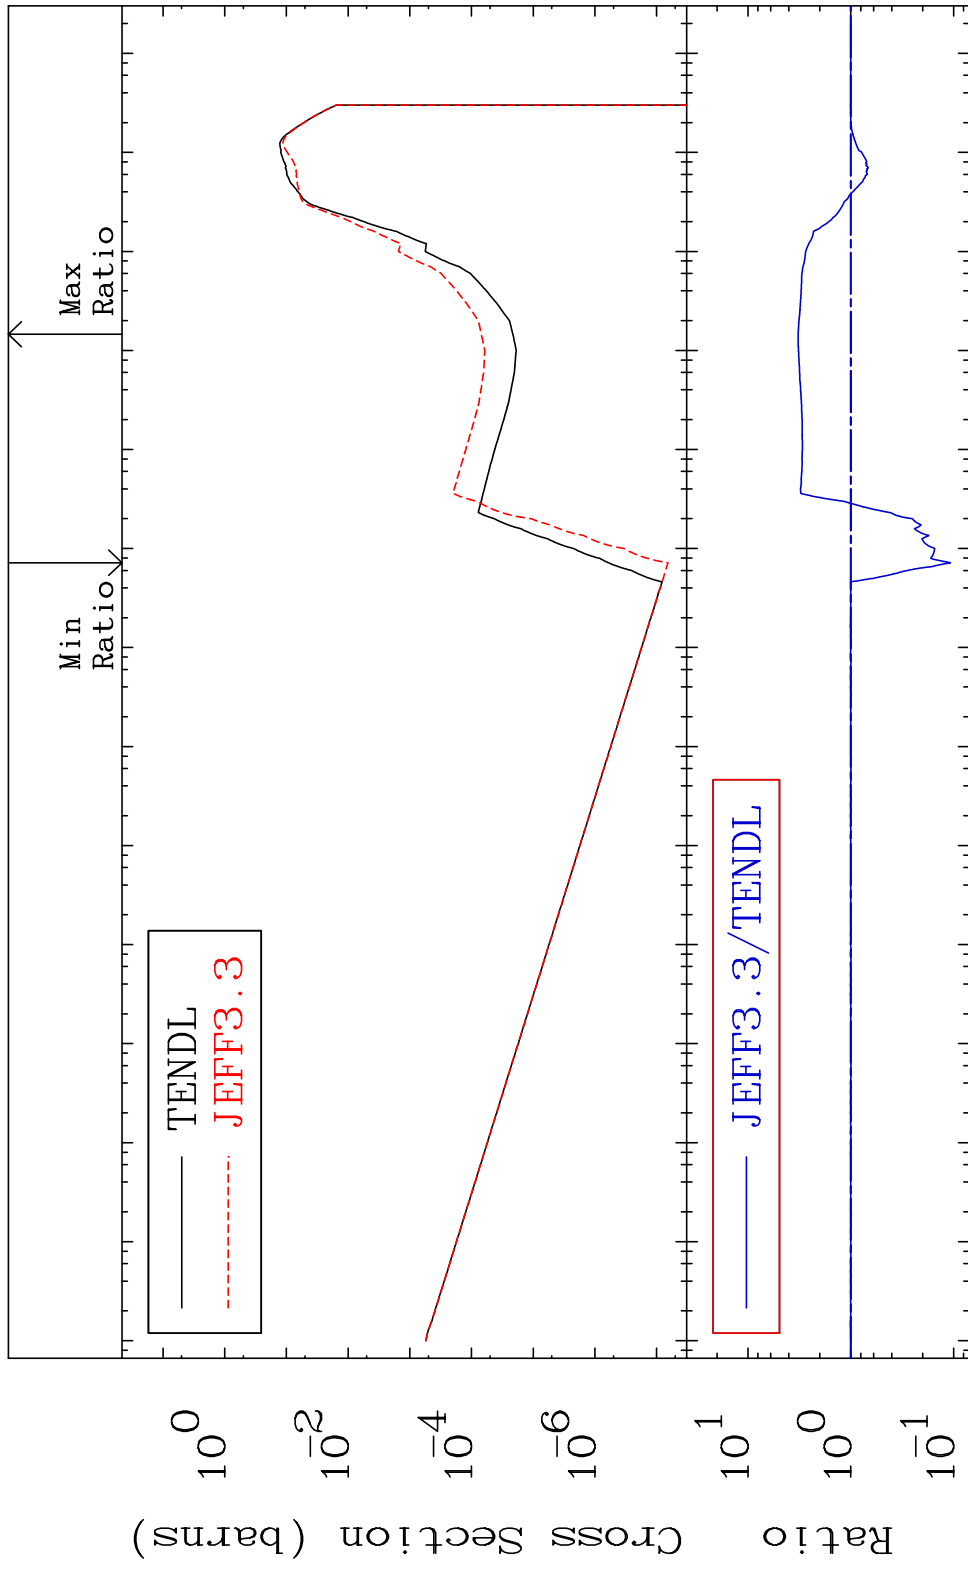 Min
Ratio
Max
Ratio
TENDL
JEFF3.3
JEFF3.3/TENDL
Cross Section (barns)
10^0
10^-2
10^-4
10^-6
Ratio
10^1
10^0
10^-1